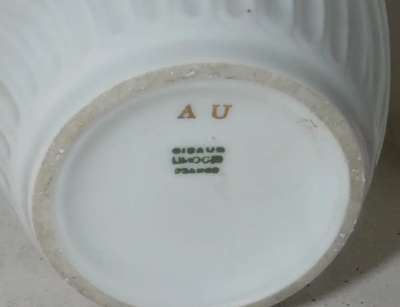 A U
GIRAUD
LIMOGES
FRANCE